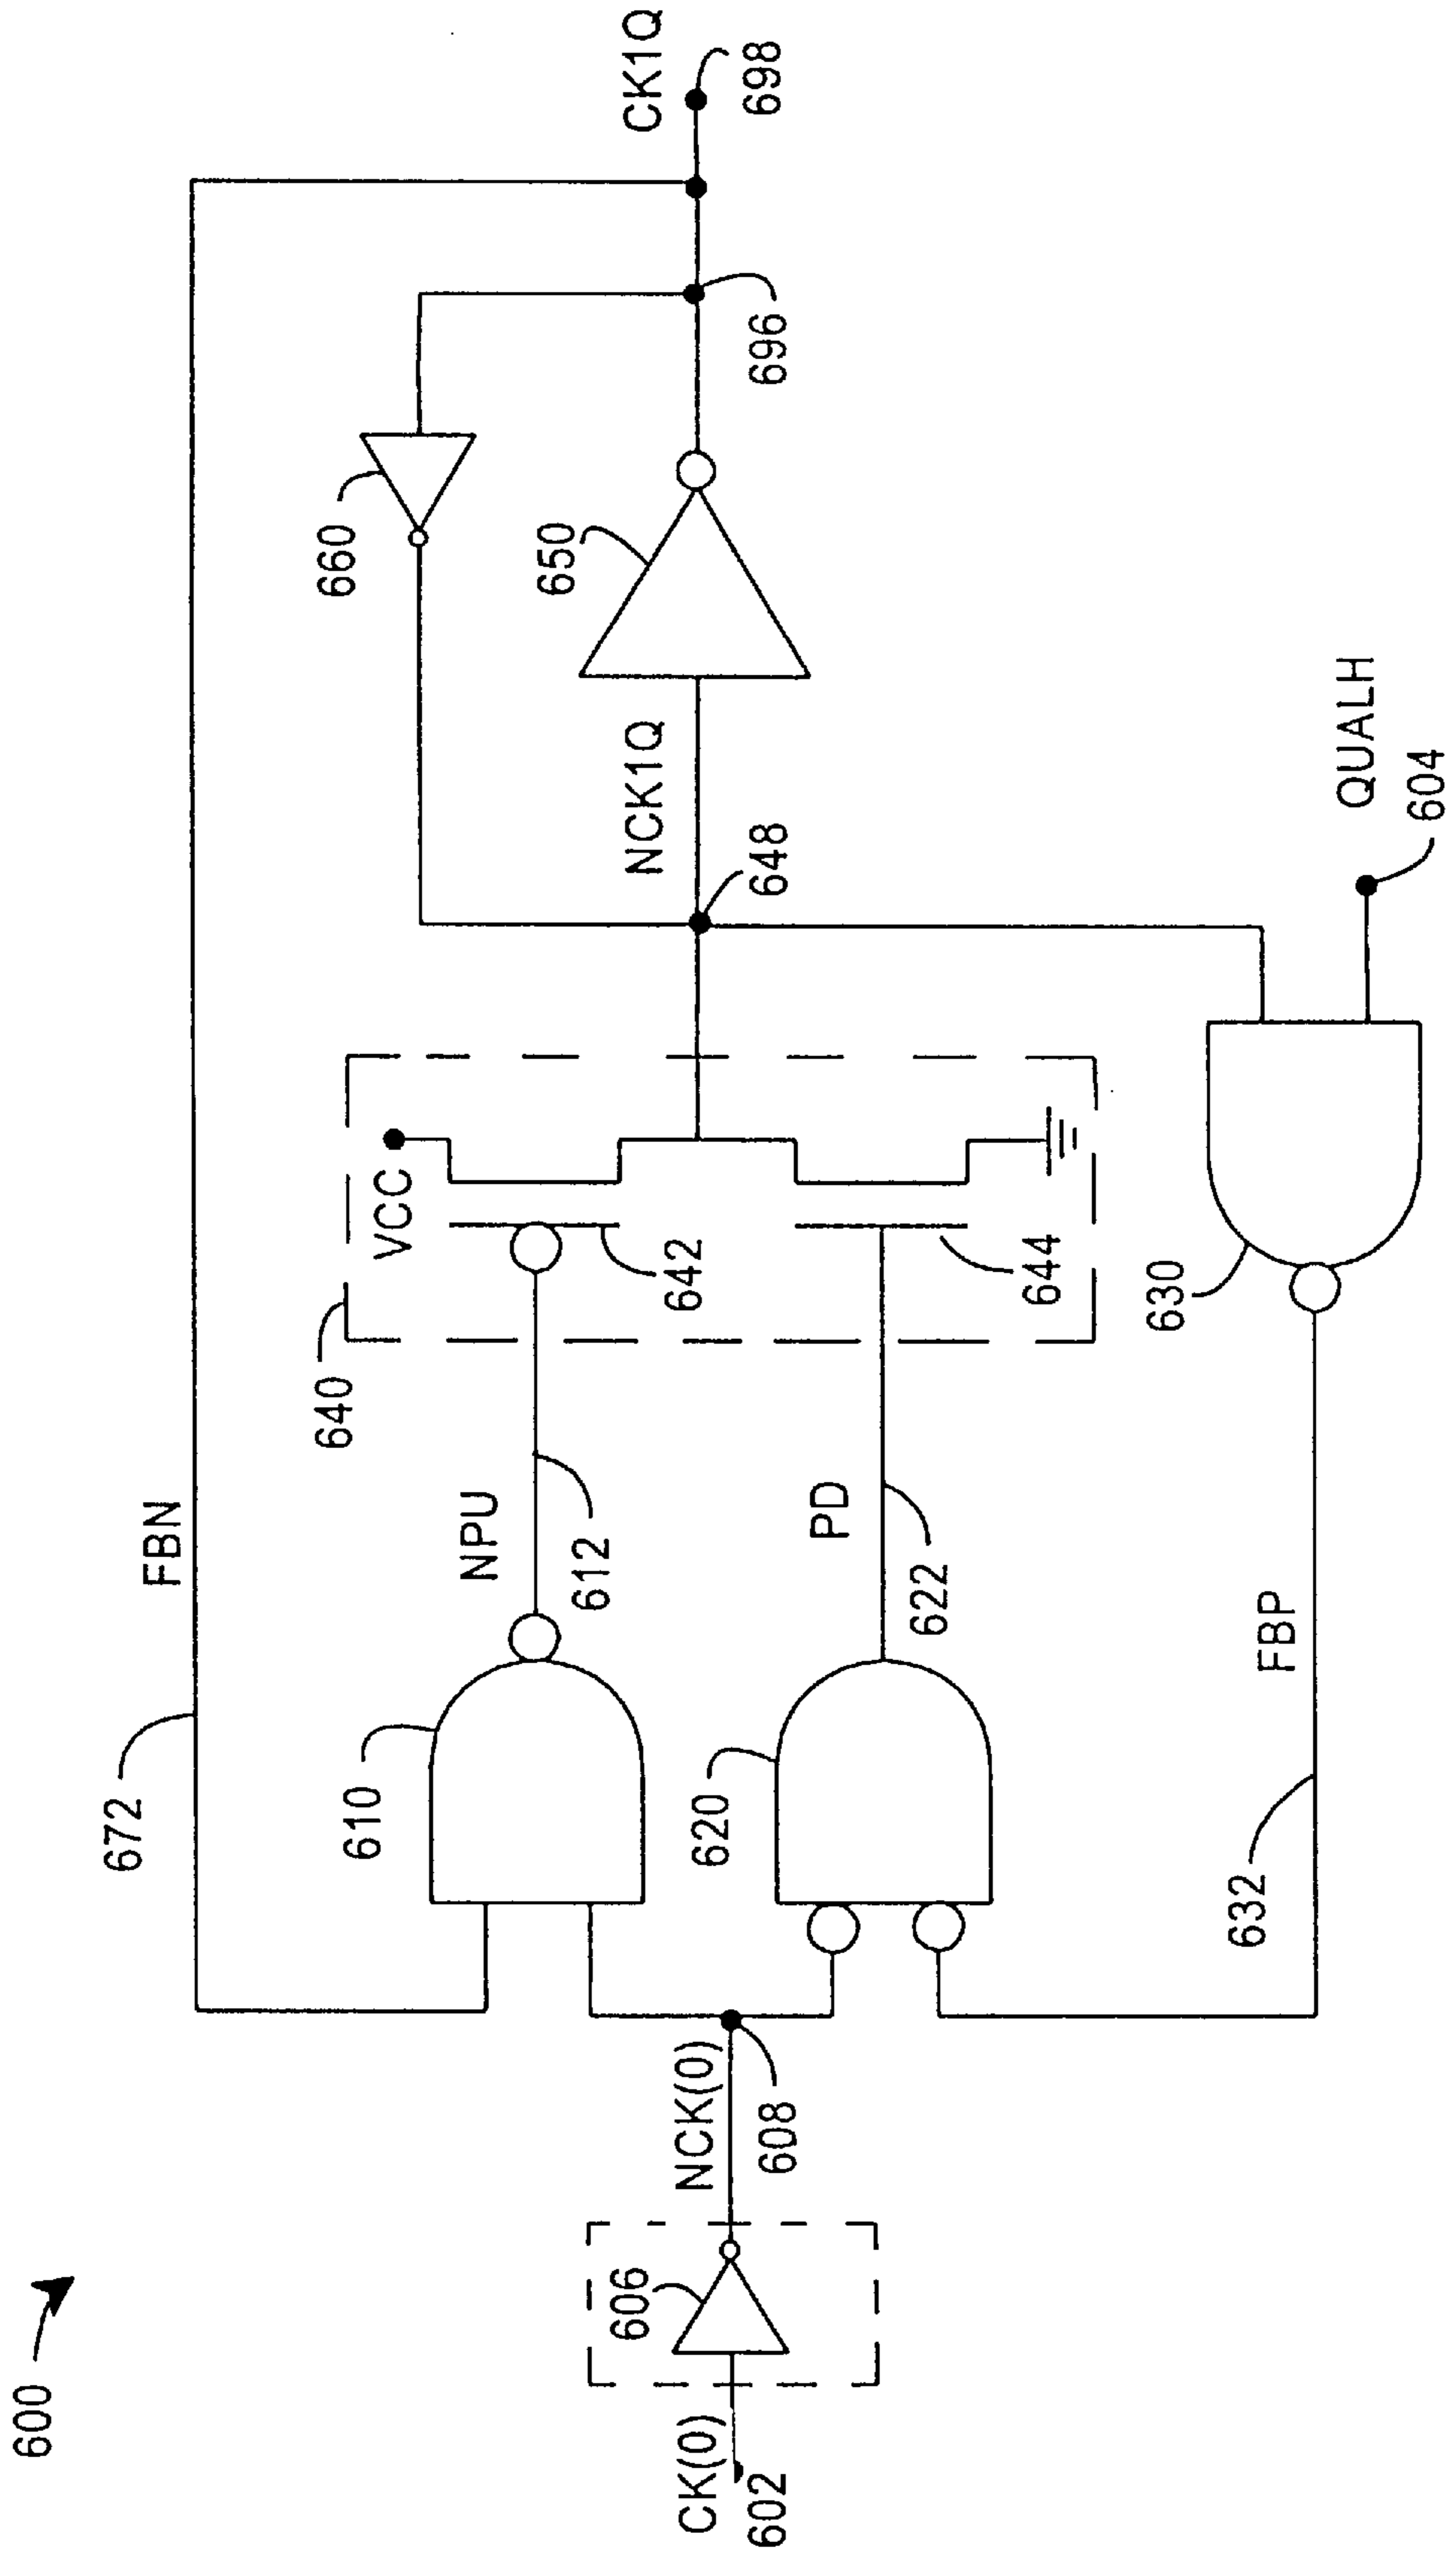 600
CK(0)
602
606
NCK(0)
608
672
FBN
610
NPU
612
620
PD
622
632
FBP
640
VCC
642
644
630
648
NCK1Q
QUALH
604
660
650
696
CK1Q
698